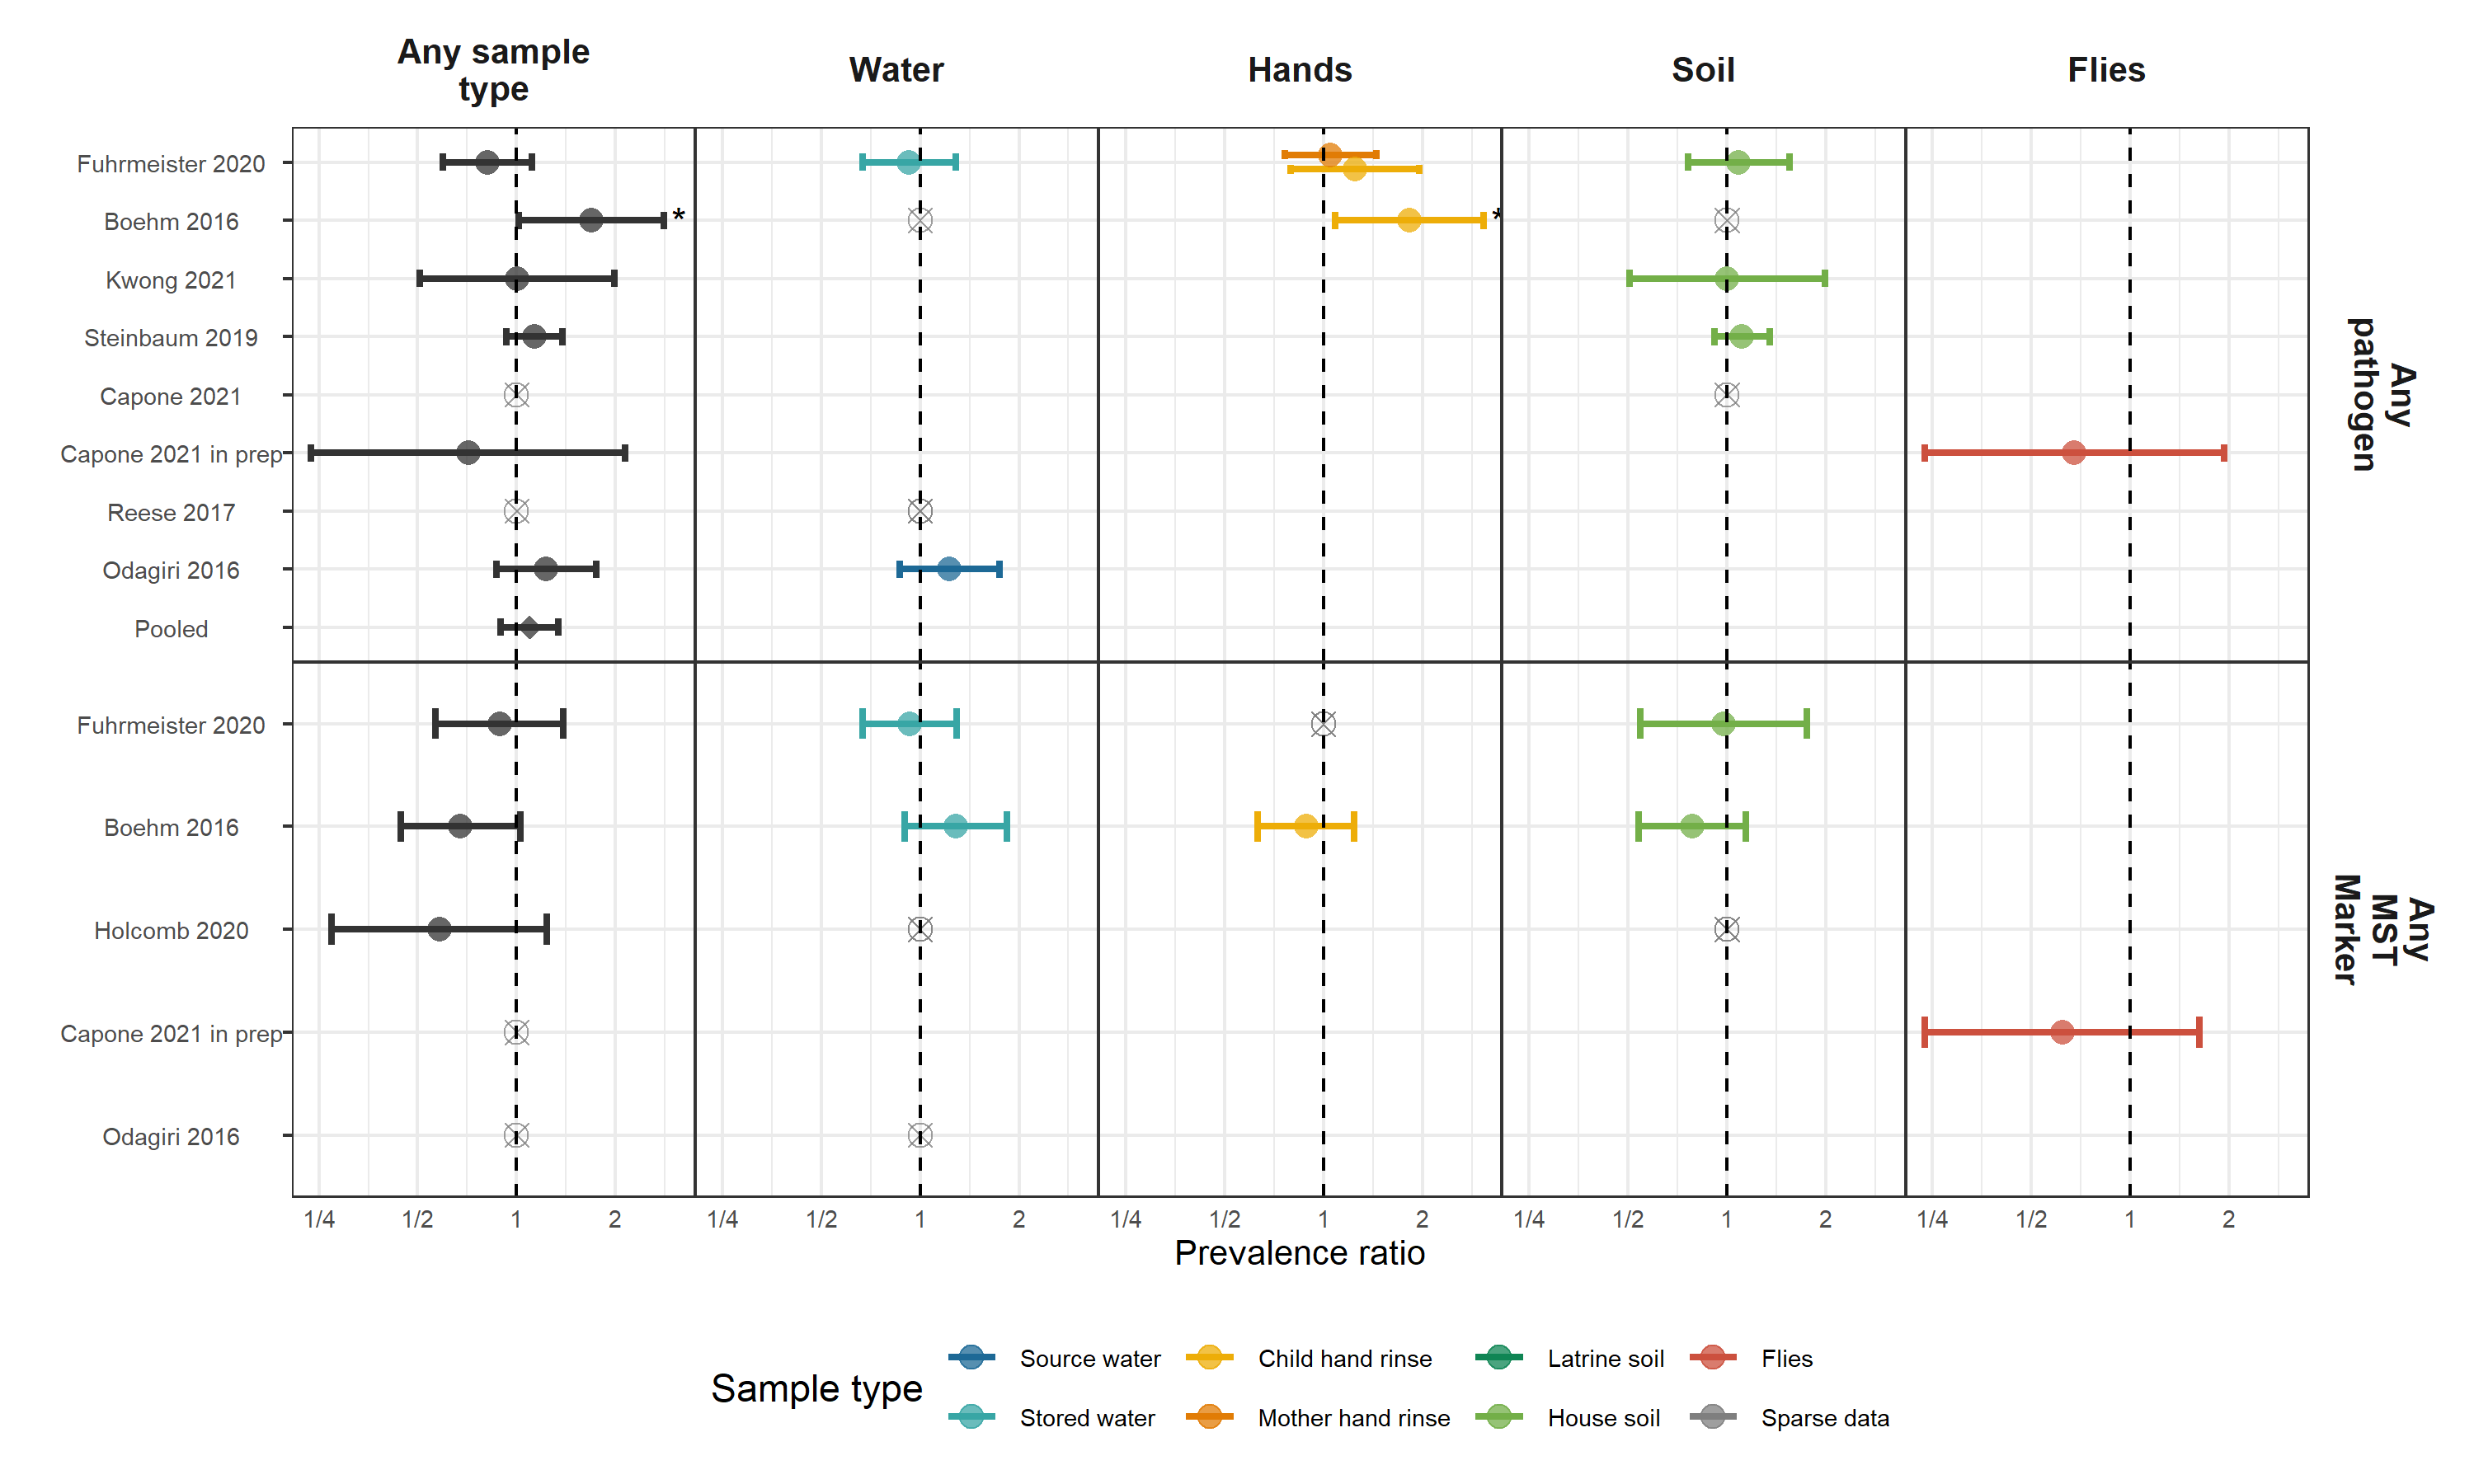 Any sample
type
Water
Hands
Soil
Flies
Fuhrmeister 2020
Boehm 2016
*
*
Kwong 2021
Steinbaum 2019
Capone 2021
Capone 2021 in prep
Reese 2017
Odagiri 2016
Pooled
Any
pathogen
Fuhrmeister 2020
Boehm 2016
Holcomb 2020
Capone 2021 in prep
Odagiri 2016
Any
MST
Marker
1/4 1/2 1 2 1/4 1/2 1 2 1/4 1/2 1 2 1/4 1/2 1 2 1/4 1/2 1 2
Prevalence ratio
Sample type
Source water
Child hand rinse
Latrine soil
Flies
Stored water
Mother hand rinse
House soil
Sparse data